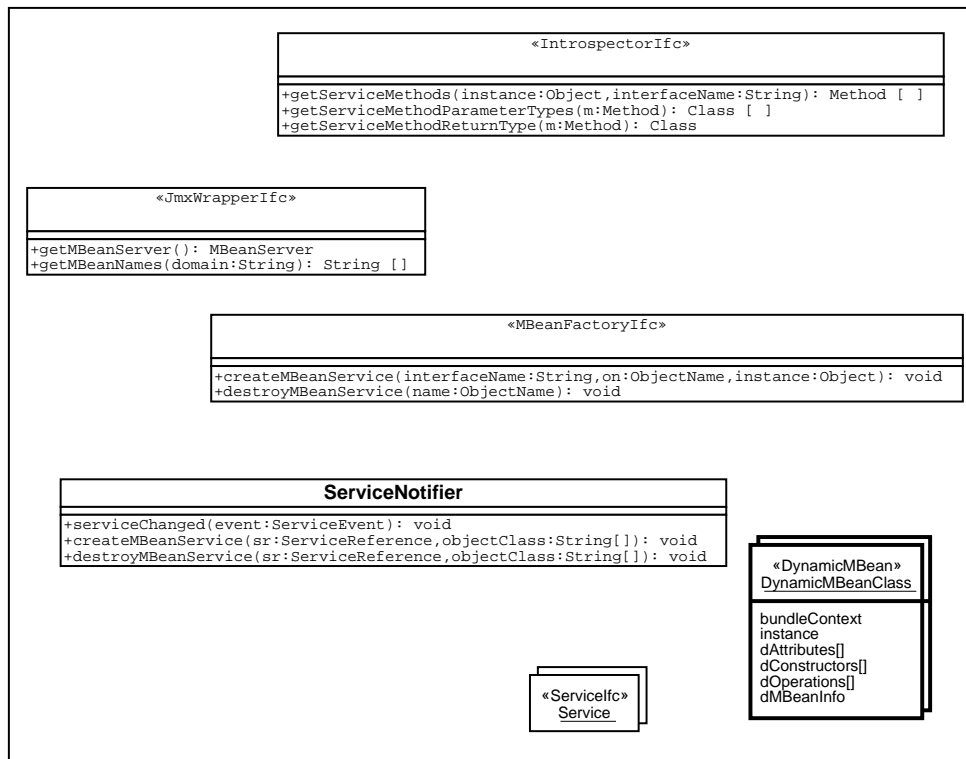 «IntrospectorIfc»
+getServiceMethods(instance:Object,interfaceName:String): Method [ ]
+getServiceMethodParameterTypes(m:Method): Class [ ]
+getServiceMethodReturnType(m:Method): Class
«JmxWrapperIfc»
+getMBeanServer(): MBeanServer
+getMBeanNames(domain:String): String []
«MBeanFactoryIfc»
+createMBeanService(interfaceName:String,on:ObjectName,instance:Object): void
+destroyMBeanService(name:ObjectName): void
ServiceNotifier
+serviceChanged(event:ServiceEvent): void
+createMBeanService(sr:ServiceReference,objectClass:String[]): void
+destroyMBeanService(sr:ServiceReference,objectClass:String[]): void
«DynamicMBean»
DynamicMBeanClass
bundleContext
instance
dAttributes[]
dConstructors[]
dOperations[]
dMBeanInfo
«ServiceIfc»
Service